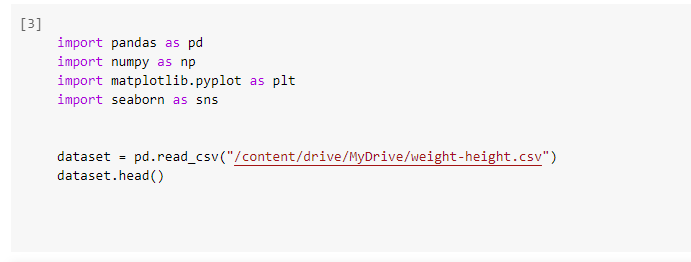 [3]
import pandas as pd
import numpy as np
import matplotlib.pyplot as plt
import seaborn as sns
dataset = pd.read_csv("/content/drive/MyDrive/weight-height.csv")
dataset.head()